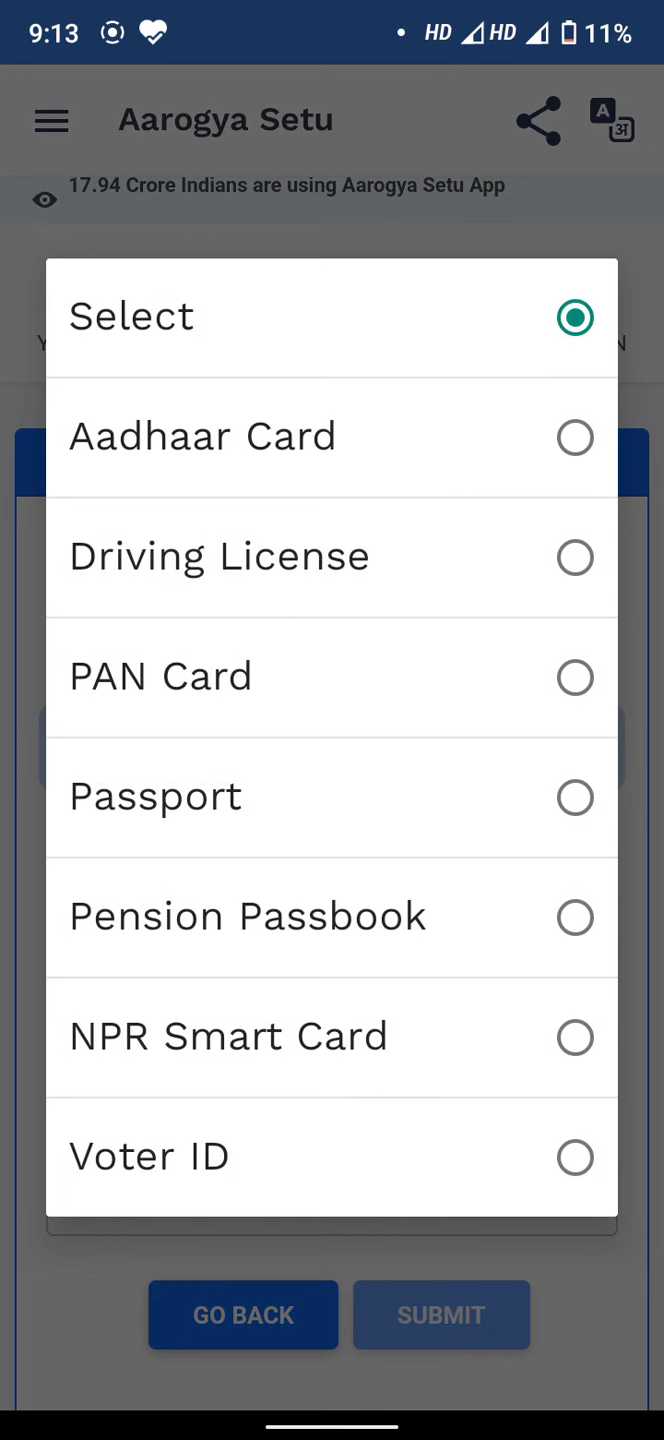 9:13 HD HD 11%
Aarogya Setu
A अ
17.94 Crore Indians are using Aarogya Setu App
Select
Aadhaar Card
Driving License
PAN Card
Passport
Pension Passbook
NPR Smart Card
Voter ID
GO BACK SUBMIT